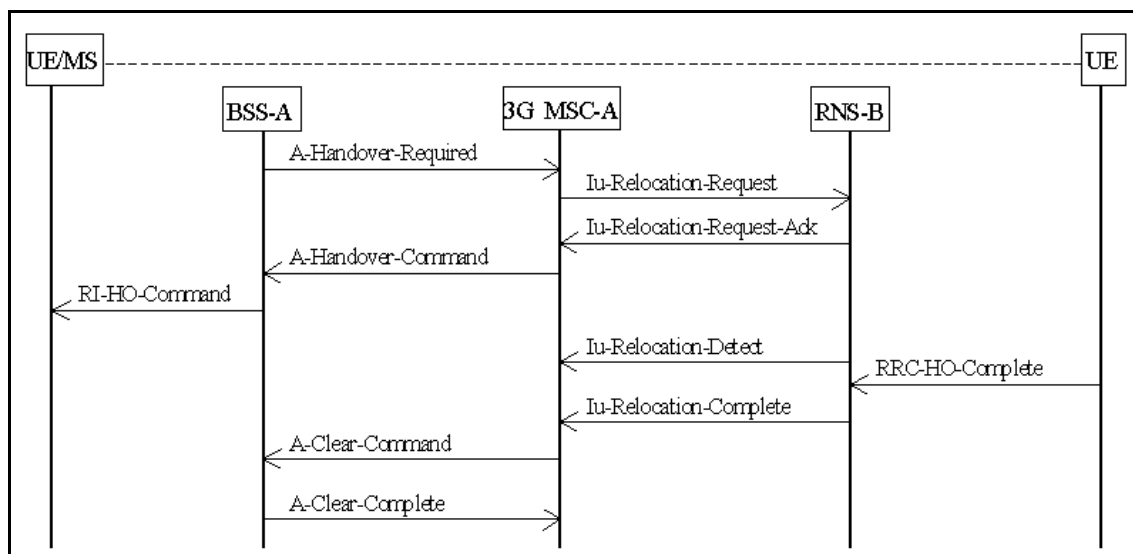 UE/MS
UE
BSS-A
3G MSC-A
RNS-B
A-Handover-Required
Iu-Relocation-Request
Iu-Relocation-Request-Ack
A-Handover-Command
RI-HO-Command
Iu-Relocation-Detect
RRC-HO-Complete
Iu-Relocation-Complete
A-Clear-Command
A-Clear-Complete